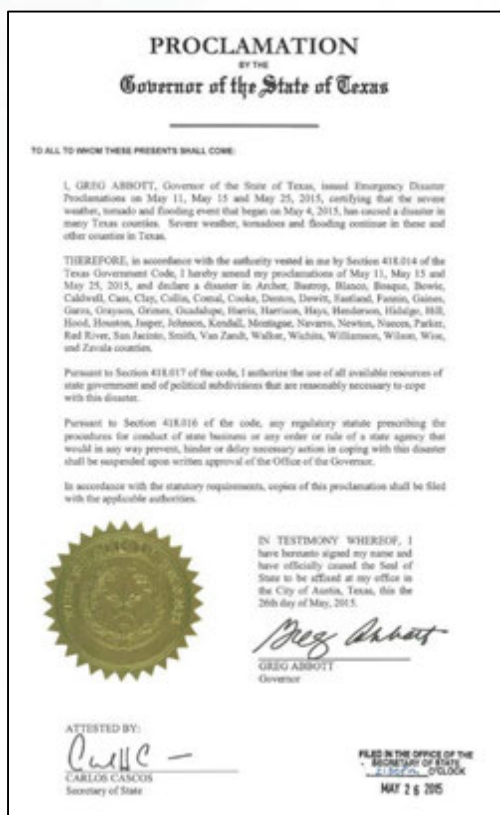 PROCLAMATION
BY THE
Governor of the State of Texas
TO ALL TO WHOM THESE PRESENTS SHALL COME:
I, GREG ABBOTT, Governor of the State of Texas, issued Emergency Disaster
Proclamations on May 11, May 15 and May 25, 2015, certifying that the severe
weather, tornado and flooding event that began on May 4, 2015, has caused a disaster in
many Texas counties. Severe weather, tornadoes and flooding continue in these and
other counties in Texas.
THEREFORE, in accordance with the authority vested in me by Section 418.014 of
the Texas Government Code, I hereby amend my proclamations of May 11, May 15 and
May 25, 2015, and declare a disaster in Archer, Bastrop, Blanco, Bosque, Bowie,
Caldwell, Cass, Clay, Collin, Comal, Cooke, Denton, Dewitt, Eastland, Fannin, Gaines,
Garza, Grayson, Grimes, Guadalupe, Harris, Harrison, Hays, Henderson, Hidalgo, Hill,
Hood, Houston, Jasper, Johnson, Kendall, Montague, Navarro, Newton, Nueces, Parker,
Red River, San Jacinto, Smith, Van Zandt, Walker, Wichita, Williamson, Wilson, Wise,
and Zavala counties.
Pursuant to Section 418.017 of the code, I authorize the use of all available resources of
state government and of political subdivisions that are reasonably necessary to cope
with this disaster.
Pursuant to Section 418.016 of the code, any regulatory statute prescribing the
procedures for conduct of state business or any order or rule of a state agency that
would in any way prevent, hinder or delay necessary action in coping with this disaster
shall be suspended upon written approval of the Office of the Governor.
In accordance with the statutory requirements, copies of this proclamation shall be filed
with the applicable authorities.
IN TESTIMONY WHEREOF, I
have hereunto signed my name and
have officially caused the Seal of
State to be affixed at my office in
the City of Austin, Texas, this the
26th day of May, 2015.
Greg Abbott
GREG ABBOTT
Governor
ATTESTED BY:
CARLOS CASCOS
Secretary of State
FILED IN THE OFFICE OF THE
SECRETARY OF STATE
O'CLOCK
MAY 26 2015